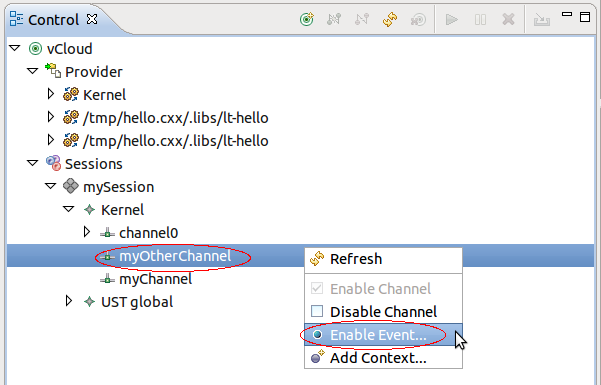 Control
vCloud
Provider
Kernel
/tmp/hello.cxx/.libs/lt-hello
/tmp/hello.cxx/.libs/lt-hello
Sessions
mySession
Kernel
channel0
myOtherChannel
myChannel
UST global
Refresh
Enable Channel
Disable Channel
Enable Event...
Add Context...